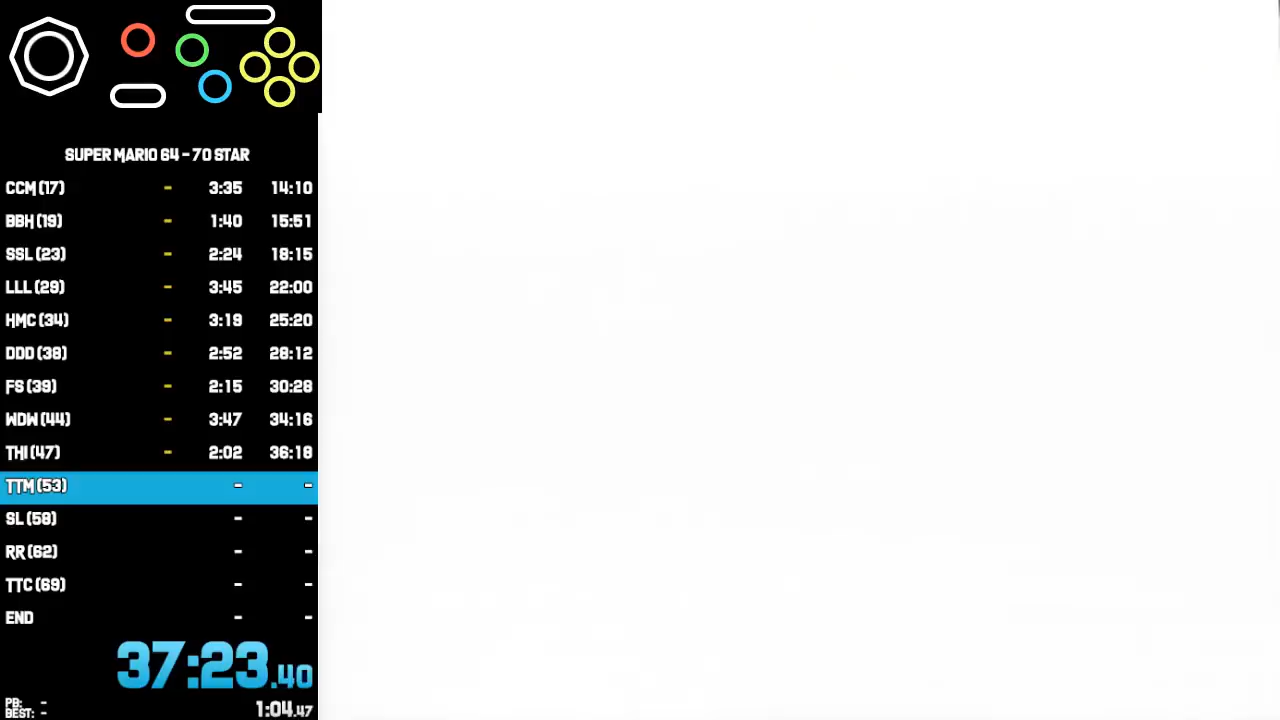 SUPER MARIO 64 - 70 STAR
CCM (17) - 3:35 14:10
BBH (19) - 1:40 15:51
SSL (23) - 2:24 18:15
LLL (29) - 3:45 22:00
HMC (34) - 3:19 25:20
DDD (38) - 2:52 28:12
FS (39) - 2:15 30:28
WDW (44) - 3:47 34:16
THI (47) - 2:02 36:18
TTM (53) - -
SL (58) - -
RR (62) - -
TTC (69) - -
END - -
37:23.40
PB: -
BEST: - 1:04.47